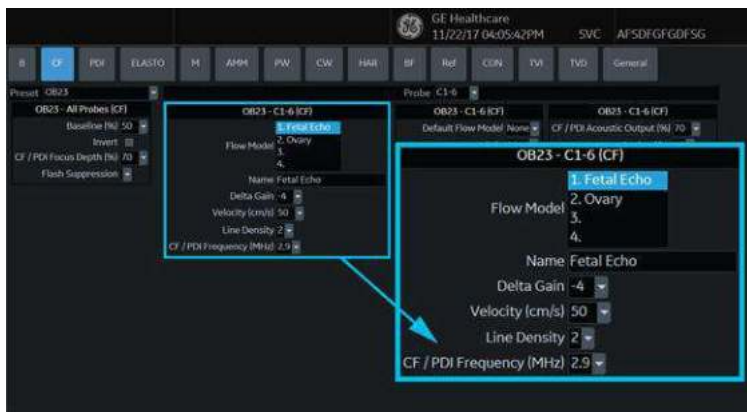 GE Healthcare
11/22/17 04:05:42PM SVC AFSDFGFGDFSG
B CF PDI ELASTO M AMM PW CW HAR BF Ref CON TVI TVD General
Preset OB23 Probe C1-6
OB23 - All Probes (CF)
Baseline (%) 50
Invert
CF / PDI Focus Depth (%) 70
Flash Suppression
OB23 - C1-6 (CF)
Flow Model
1. Fetal Echo
2. Ovary
3.
4.
Name Fetal Echo
Delta Gain -4
Velocity (cm/s) 50
Line Density 2
CF / PDI Frequency (MHz) 2.9
OB23 - C1-6 (CF)
Default Flow Model None
OB23 - C1-6 (CF)
CF / PDI Acoustic Output (%) 70
OB23 - C1-6 (CF)
Flow Model
1. Fetal Echo
2. Ovary
3.
4.
Name Fetal Echo
Delta Gain -4
Velocity (cm/s) 50
Line Density 2
CF / PDI Frequency (MHz) 2.9